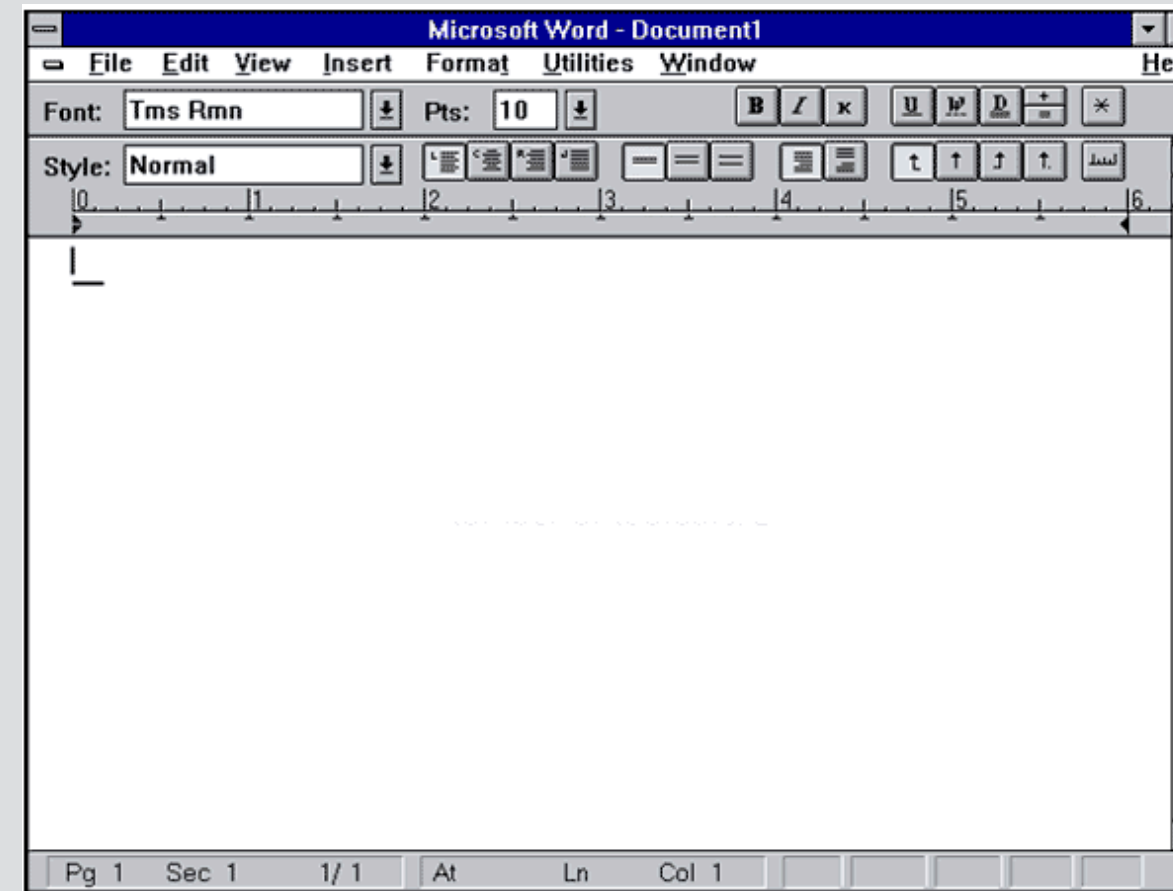 Microsoft Word - Document1
File Edit View Insert Format Utilities Window He
Font: Tms Rmn Pts: 10 B I K U W D + =
Style: Normal L C R J
0 1 2 3 4 5 6
Pg 1 Sec 1 1/ 1 At Ln Col 1